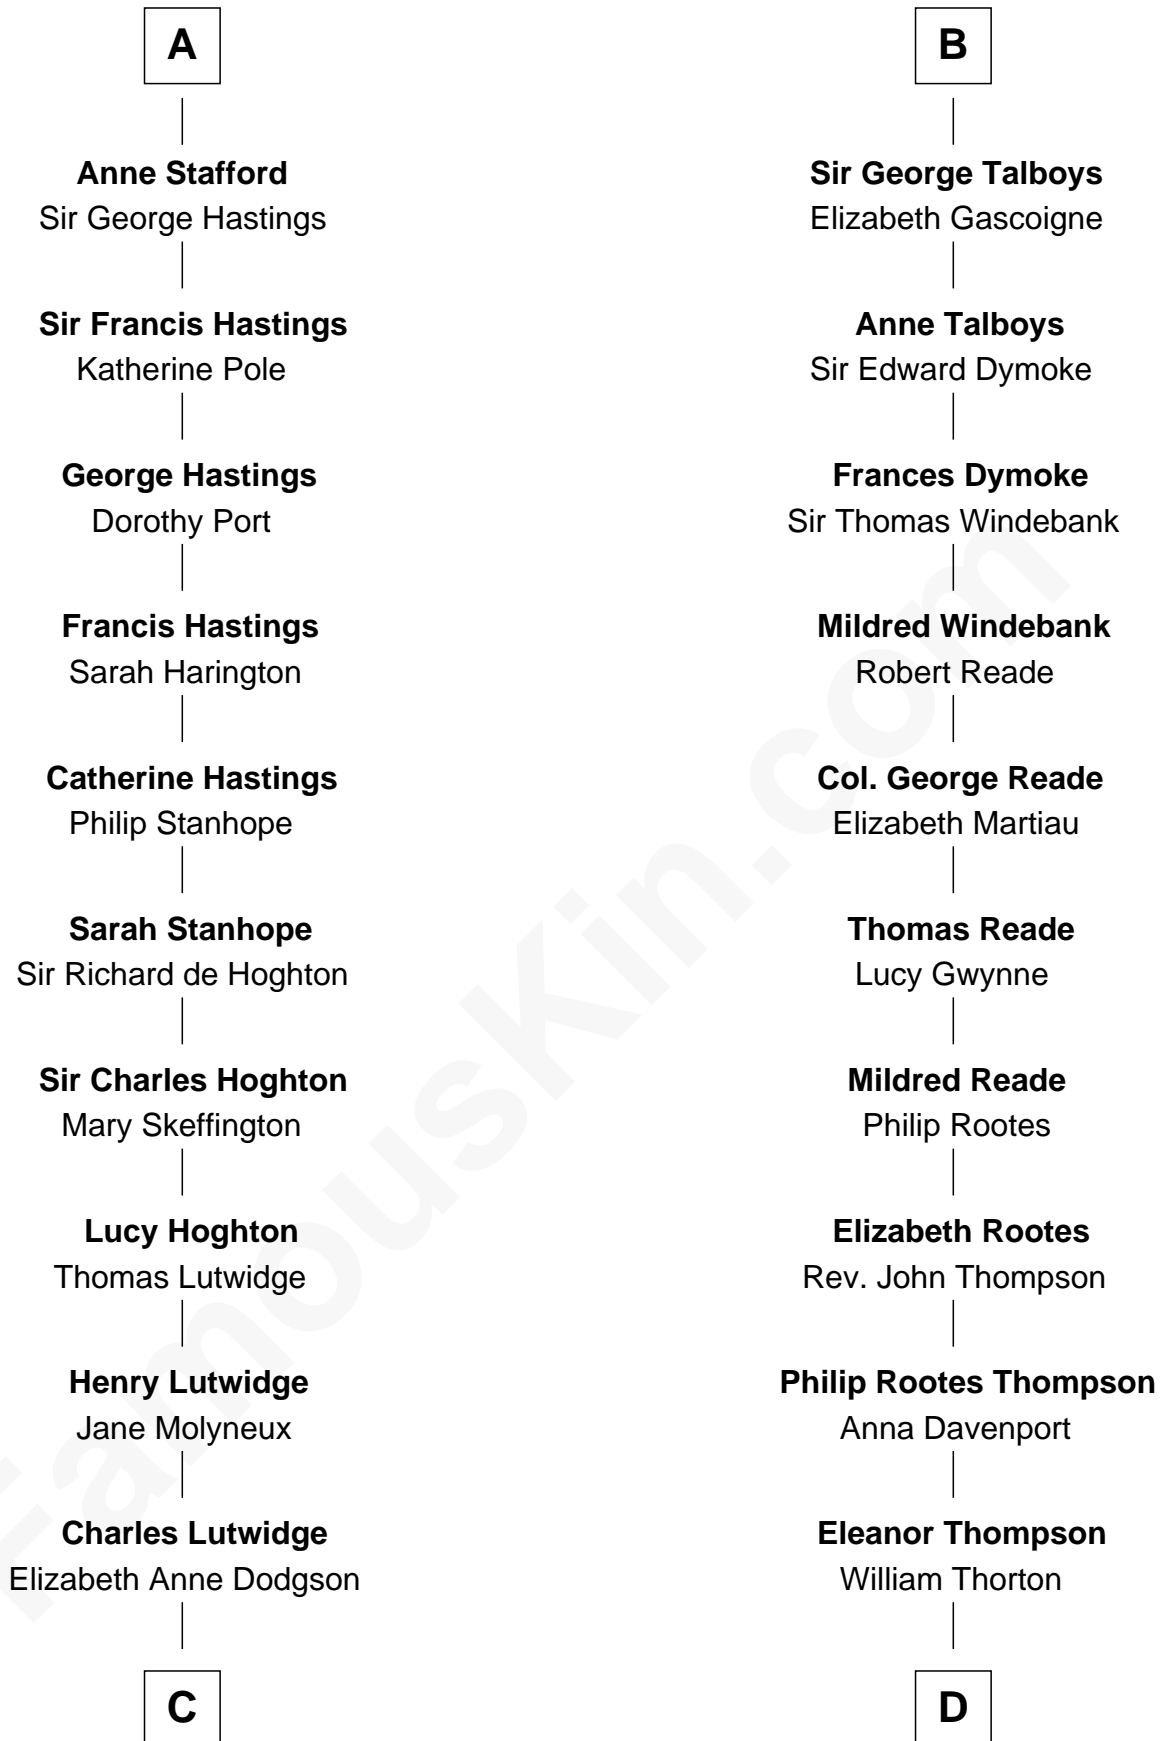 A
Anne Stafford
Sir George Hastings
Sir Francis Hastings
Katherine Pole
George Hastings
Dorothy Port
Francis Hastings
Sarah Harington
Catherine Hastings
Philip Stanhope
Sarah Stanhope
Sir Richard de Hoghton
Sir Charles Hoghton
Mary Skeffington
Lucy Hoghton
Thomas Lutwidge
Henry Lutwidge
Jane Molyneux
Charles Lutwidge
Elizabeth Anne Dodgson
C
B
Sir George Talboys
Elizabeth Gascoigne
Anne Talboys
Sir Edward Dymoke
Frances Dymoke
Sir Thomas Windebank
Mildred Windebank
Robert Reade
Col. George Reade
Elizabeth Martiau
Thomas Reade
Lucy Gwynne
Mildred Reade
Philip Rootes
Elizabeth Rootes
Rev. John Thompson
Philip Rootes Thompson
Anna Davenport
Eleanor Thompson
William Thorton
D
FamousKin.com